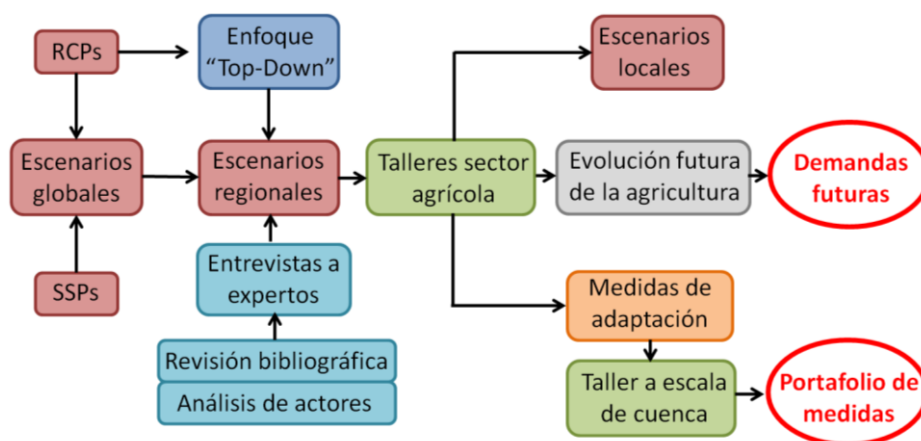 RCPs
Enfoque
“Top-Down”
Escenarios
locales
Escenarios
globales
Escenarios
regionales
Talleres sector
agrícola
Evolución futura
de la agricultura
Demandas
futuras
SSPs
Entrevistas a
expertos
Medidas de
adaptación
Revisión bibliográfica
Análisis de actores
Taller a escala
de cuenca
Portafolio de
medidas